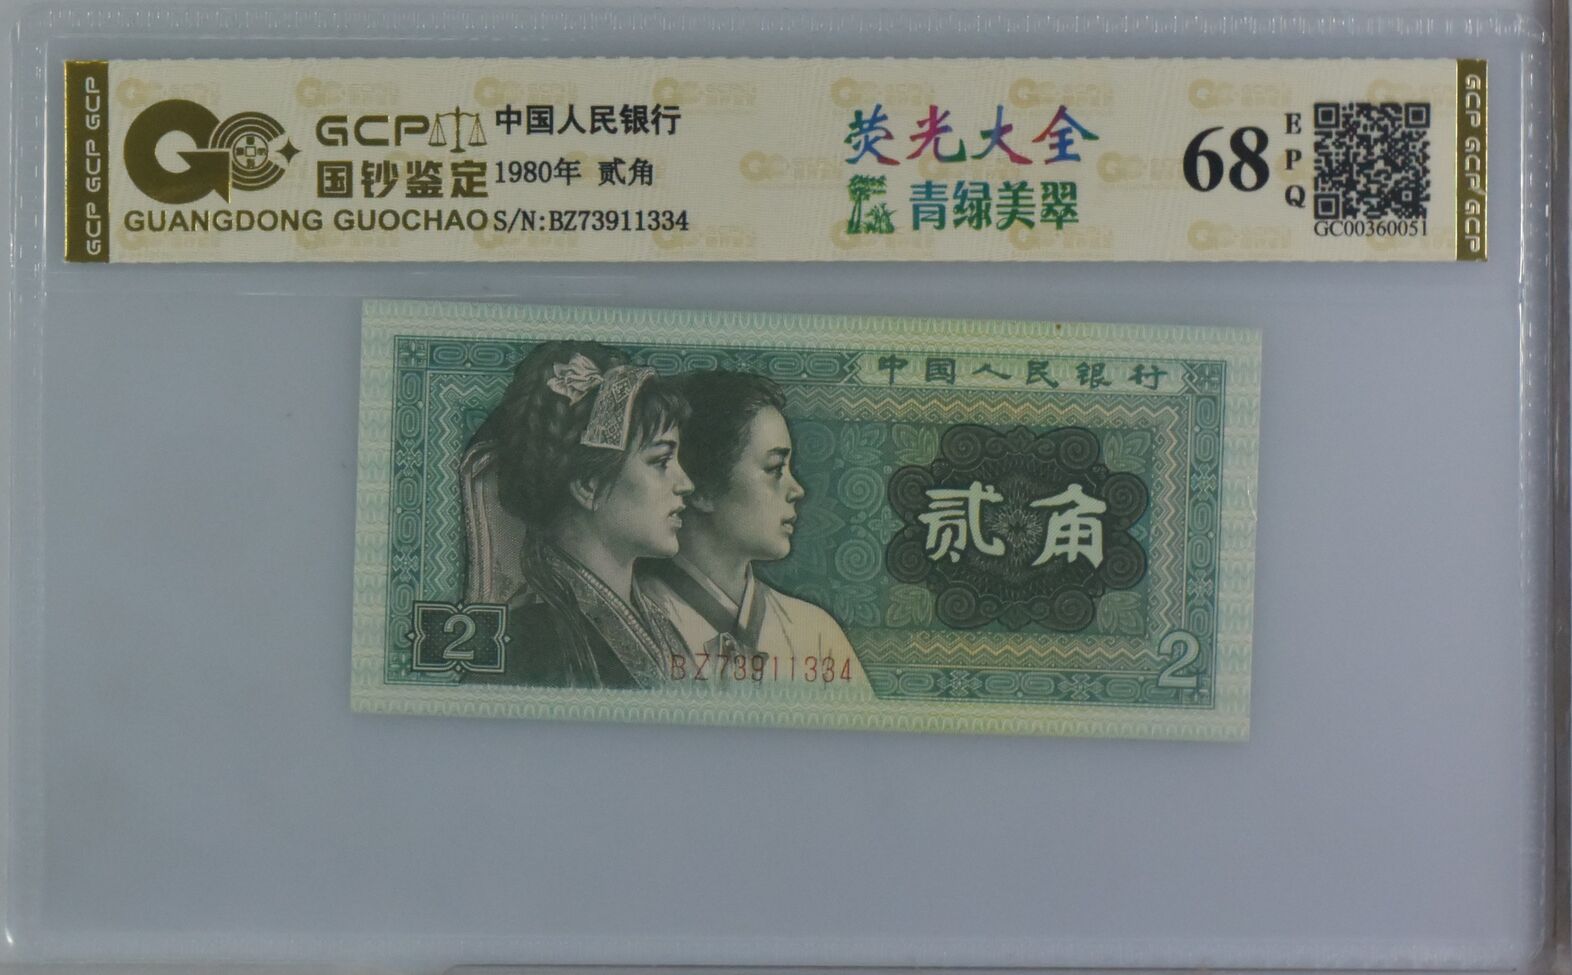 GCP GCP GCP
GCP
国钞鉴定
GUANGDONG GUOCHAO
中国人民银行
1980年 贰角
S/N:BZ73911334
荧光大全
青绿美翠
68
EPQ
GC00360051
GCP GCP GCP
中国人民银行
贰角
2
BZ73911334
2